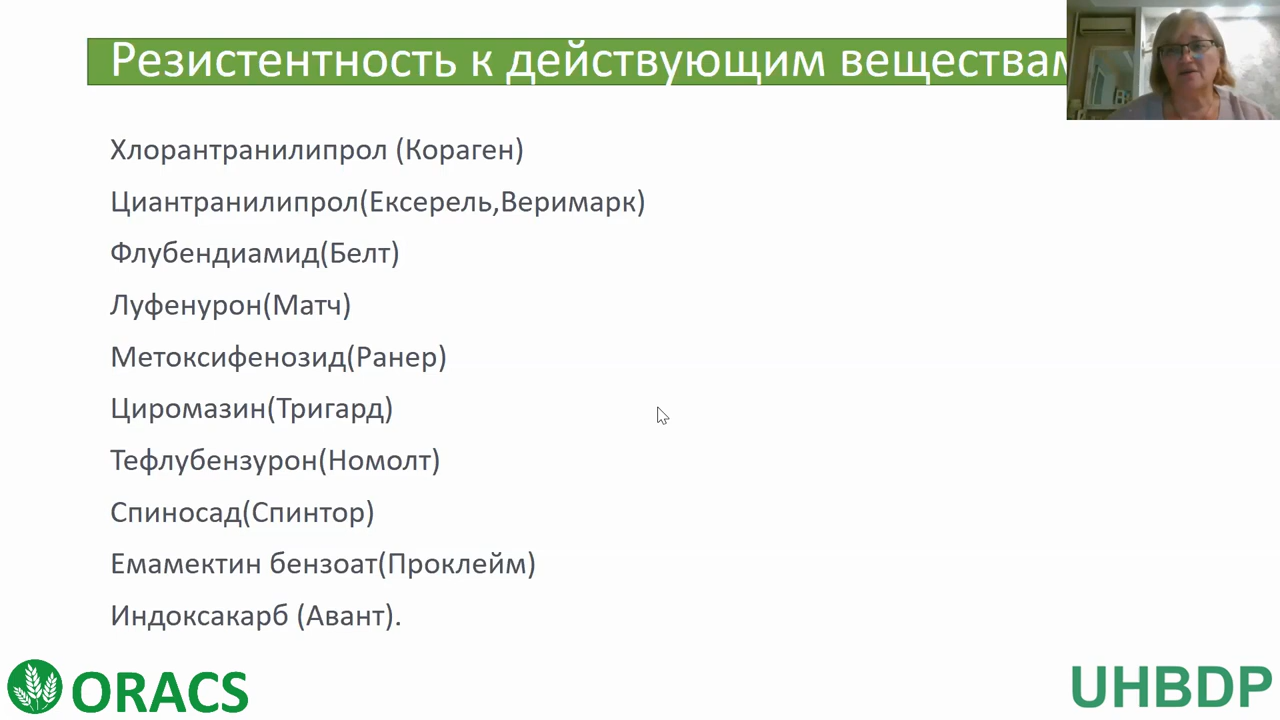 Резистентность к действующим веществам
Хлорантранилипрол (Кораген)
Циантранилипрол(Ексерель,Веримарк)
Флубендиамид(Белт)
Луфенурон(Матч)
Метоксифенозид(Ранер)
Циромазин(Тригард)
Тефлубензурон(Номолт)
Спиносад(Спинтор)
Емамектин бензоат(Проклейм)
Индоксакарб (Авант).
ORACS
UHBDP